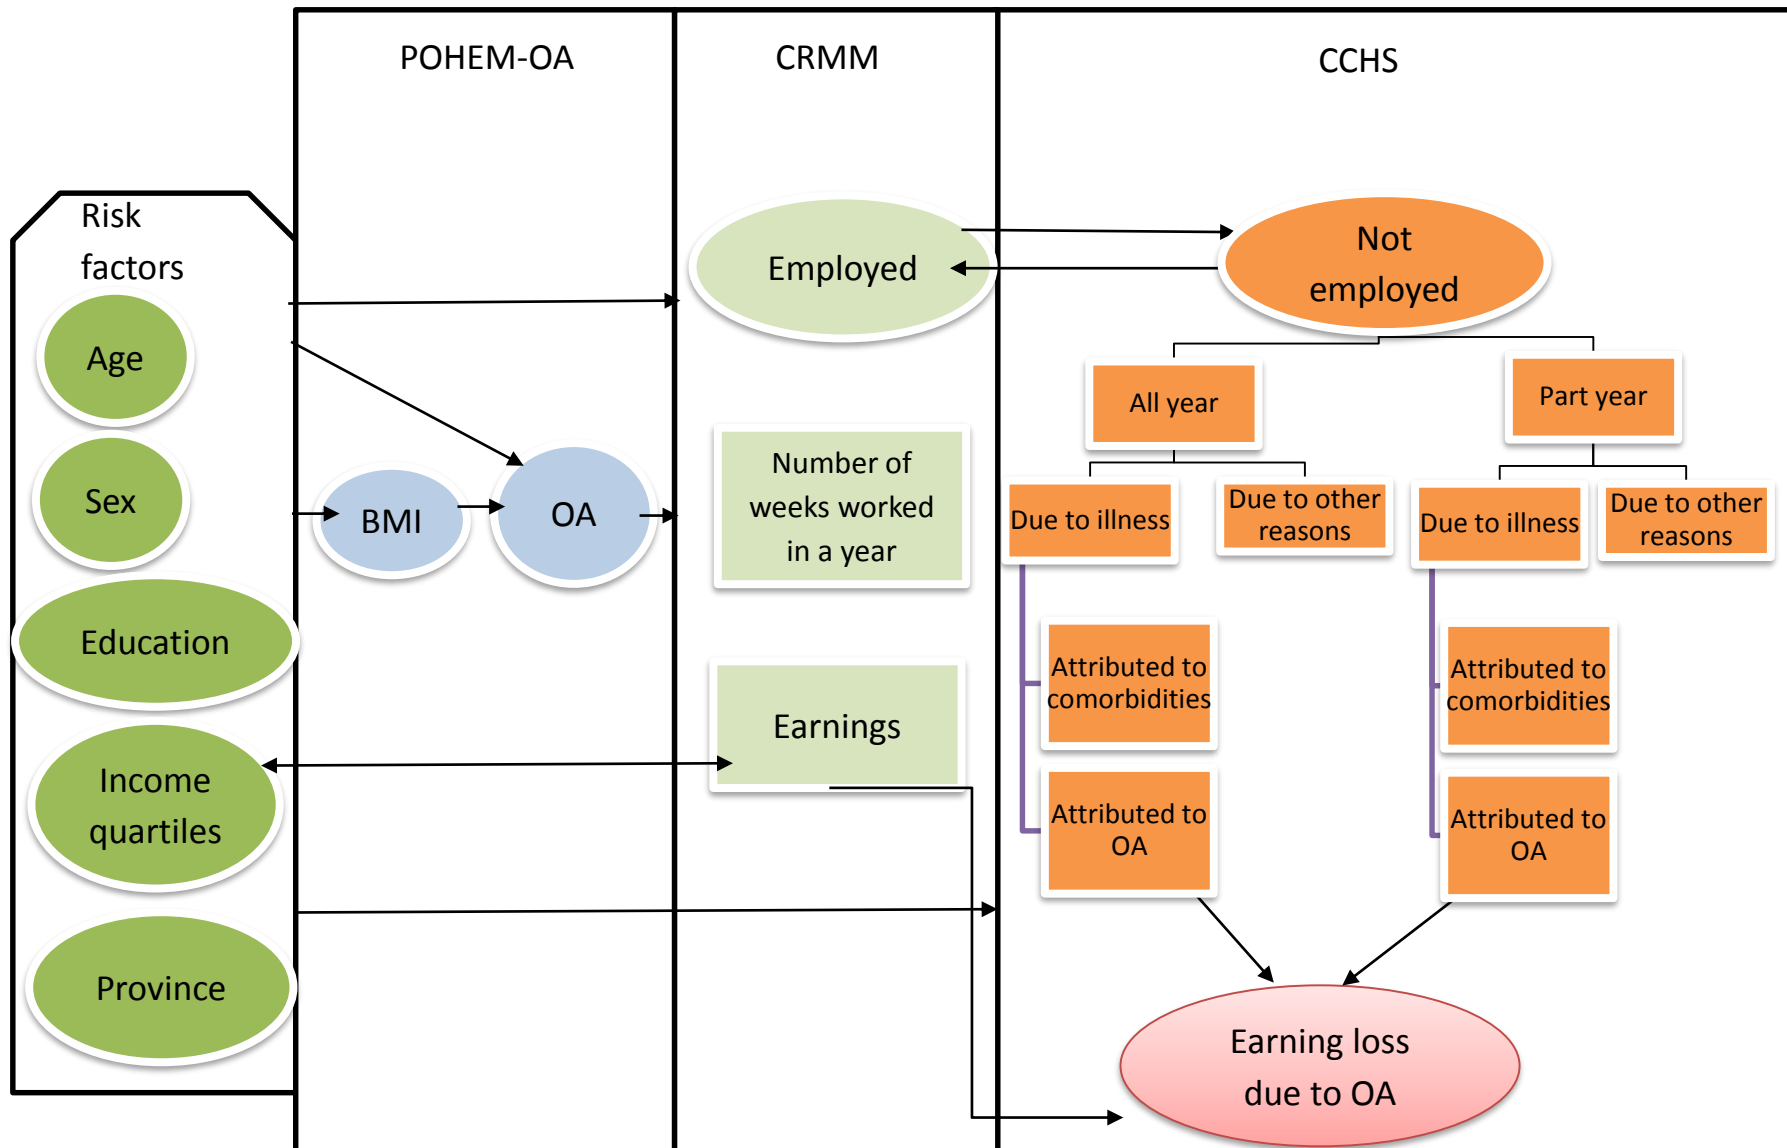 POHEM-OA
CRMM
CCHS
Risk
factors
Age
Sex
Education
Income
quartiles
Province
BMI
OA
Employed
Number of
weeks worked
in a year
Earnings
Not
employed
All year
Part year
Due to illness
Due to other
reasons
Due to illness
Due to other
reasons
Attributed to
comorbidities
Attributed to
OA
Attributed to
comorbidities
Attributed to
OA
Earning loss
due to OA